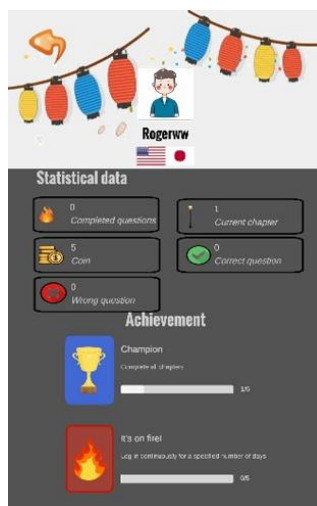 Rogerww
Statistical data
0
Completed questions
1
Current chapter
5
Coin
0
Correct question
0
Wrong question
Achievement
Champion
Complete all chapters
1/6
It's on fire!
Log in continuously for a specified number of days
0/5